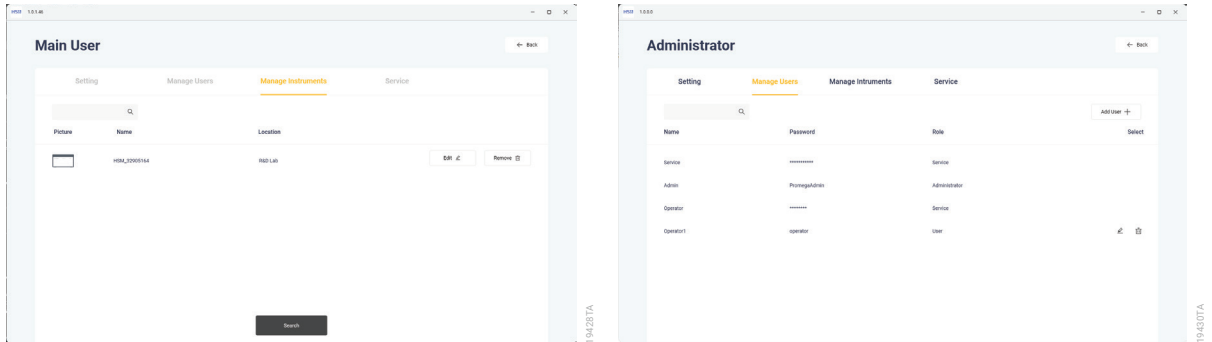 HSD 1.0.1.46
Main User
← Back
Setting Manage Users Manage Instruments Service
Picture Name Location
HSM_32905164 R&D Lab Edit Remove
Search
19428TA
1.0.0.0
Administrator
← Back
Setting Manage Users Manage Intruments Service
Add User +
Name Password Role Select
Service *********** Service
Admin PromegaAdmin Administrator
Operator ******** Service
Operator1 operator User
19430TA